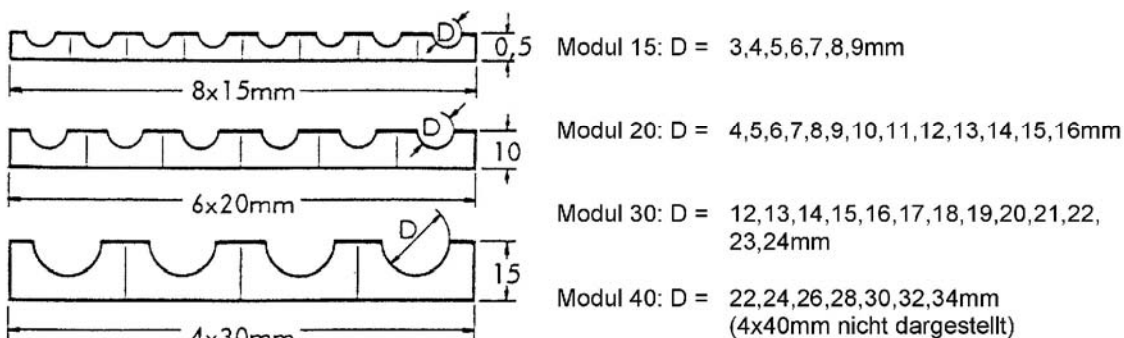 D
0,5
8x15mm
Modul 15: D = 3,4,5,6,7,8,9mm
D
10
6x20mm
Modul 20: D = 4,5,6,7,8,9,10,11,12,13,14,15,16mm
D
15
4x30mm
Modul 30: D = 12,13,14,15,16,17,18,19,20,21,22,
23,24mm
Modul 40: D = 22,24,26,28,30,32,34mm
(4x40mm nicht dargestellt)